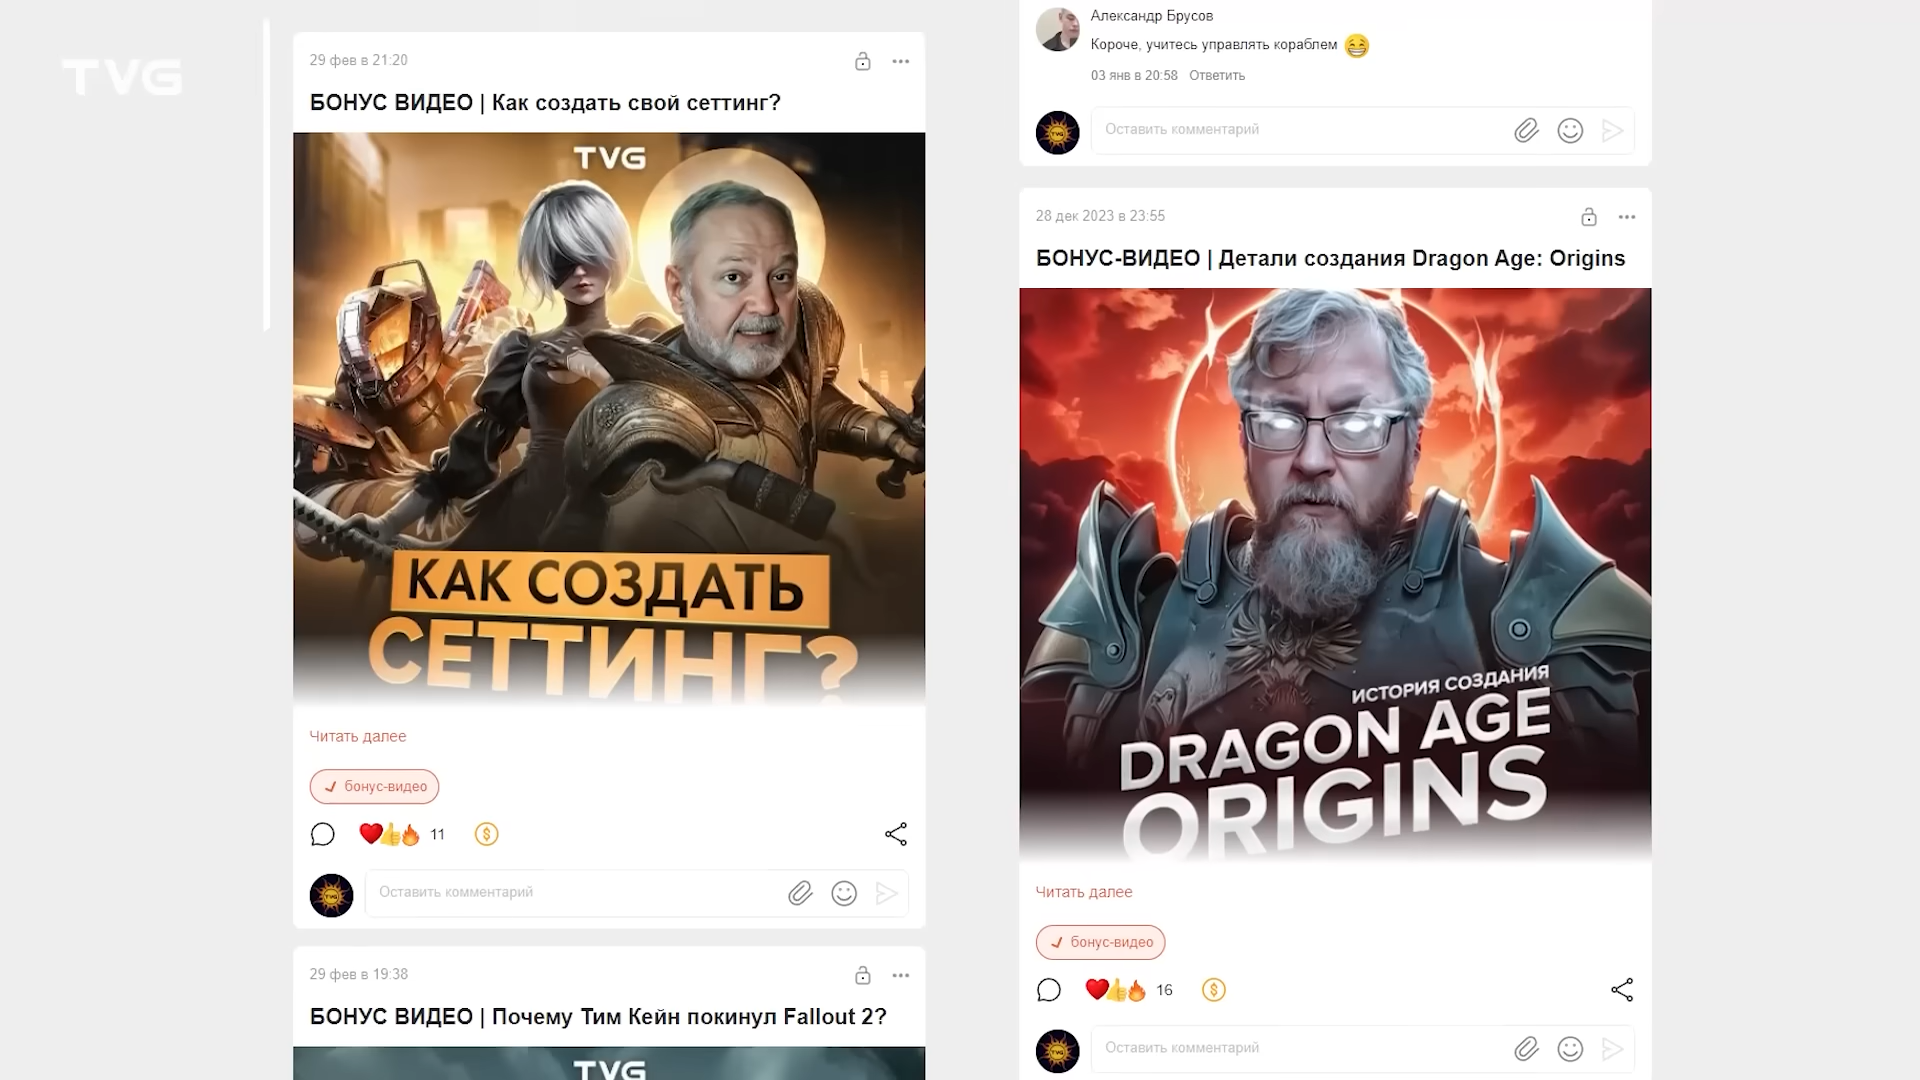 TVG
29 фев в 21:20
БОНУС ВИДЕО | Как создать свой сеттинг?
TVG
КАК СОЗДАТЬ
СЕТТИНГ?
Читать далее
бонус-видео
11
Оставить комментарий
29 фев в 19:38
БОНУС ВИДЕО | Почему Тим Кейн покинул Fallout 2?
TVG
Александр Брусов
Короче, учитесь управлять кораблем
03 янв в 20:58 Ответить
Оставить комментарий
28 дек 2023 в 23:55
БОНУС-ВИДЕО | Детали создания Dragon Age: Origins
ИСТОРИЯ СОЗДАНИЯ
DRAGON AGE
ORIGINS
Читать далее
бонус-видео
16
Оставить комментарий